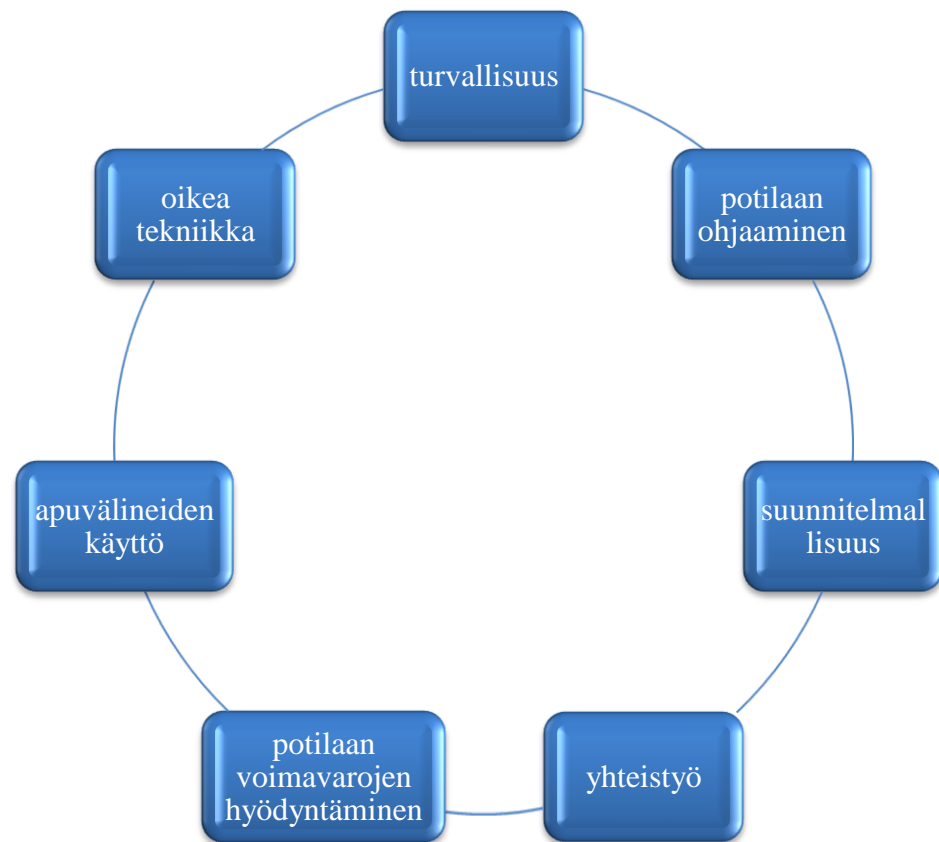 turvallisuus
potilaan
ohjaaminen
suunnitelmal
lisuus
yhteistyö
potilaan
voimavarojen
hyödyntäminen
apuvälineiden
käyttö
oikea
tekniikka